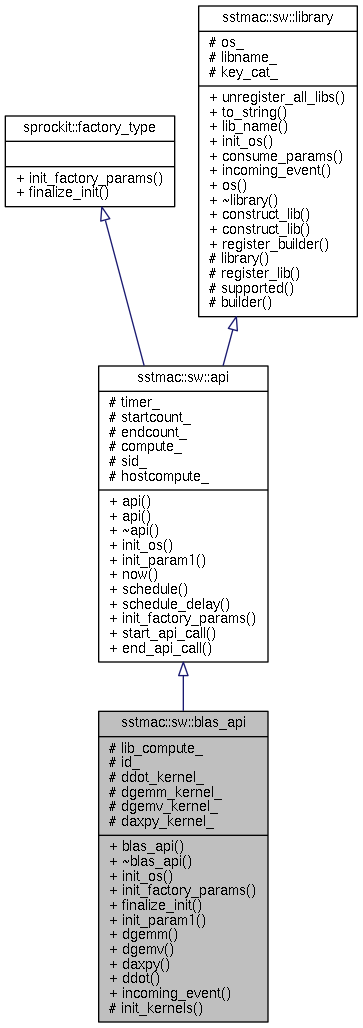 sstmac::sw::library
# os_
# libname_
# key_cat_
+ unregister_all_libs()
+ to_string()
+ lib_name()
+ init_os()
+ consume_params()
+ incoming_event()
+ os()
+ ~library()
+ construct_lib()
+ construct_lib()
+ register_builder()
# library()
# register_lib()
# supported()
# builder()
sprockit::factory_type
+ init_factory_params()
+ finalize_init()
sstmac::sw::api
# timer_
# startcount_
# endcount_
# compute_
# sid_
# hostcompute_
+ api()
+ api()
+ ~api()
+ init_os()
+ init_param1()
+ now()
+ schedule()
+ schedule_delay()
+ init_factory_params()
+ start_api_call()
+ end_api_call()
sstmac::sw::blas_api
# lib_compute_
# id_
# ddot_kernel_
# dgemm_kernel_
# dgemv_kernel_
# daxpy_kernel_
+ blas_api()
+ ~blas_api()
+ init_os()
+ init_factory_params()
+ finalize_init()
+ init_param1()
+ dgemm()
+ dgemv()
+ daxpy()
+ ddot()
+ incoming_event()
# init_kernels()